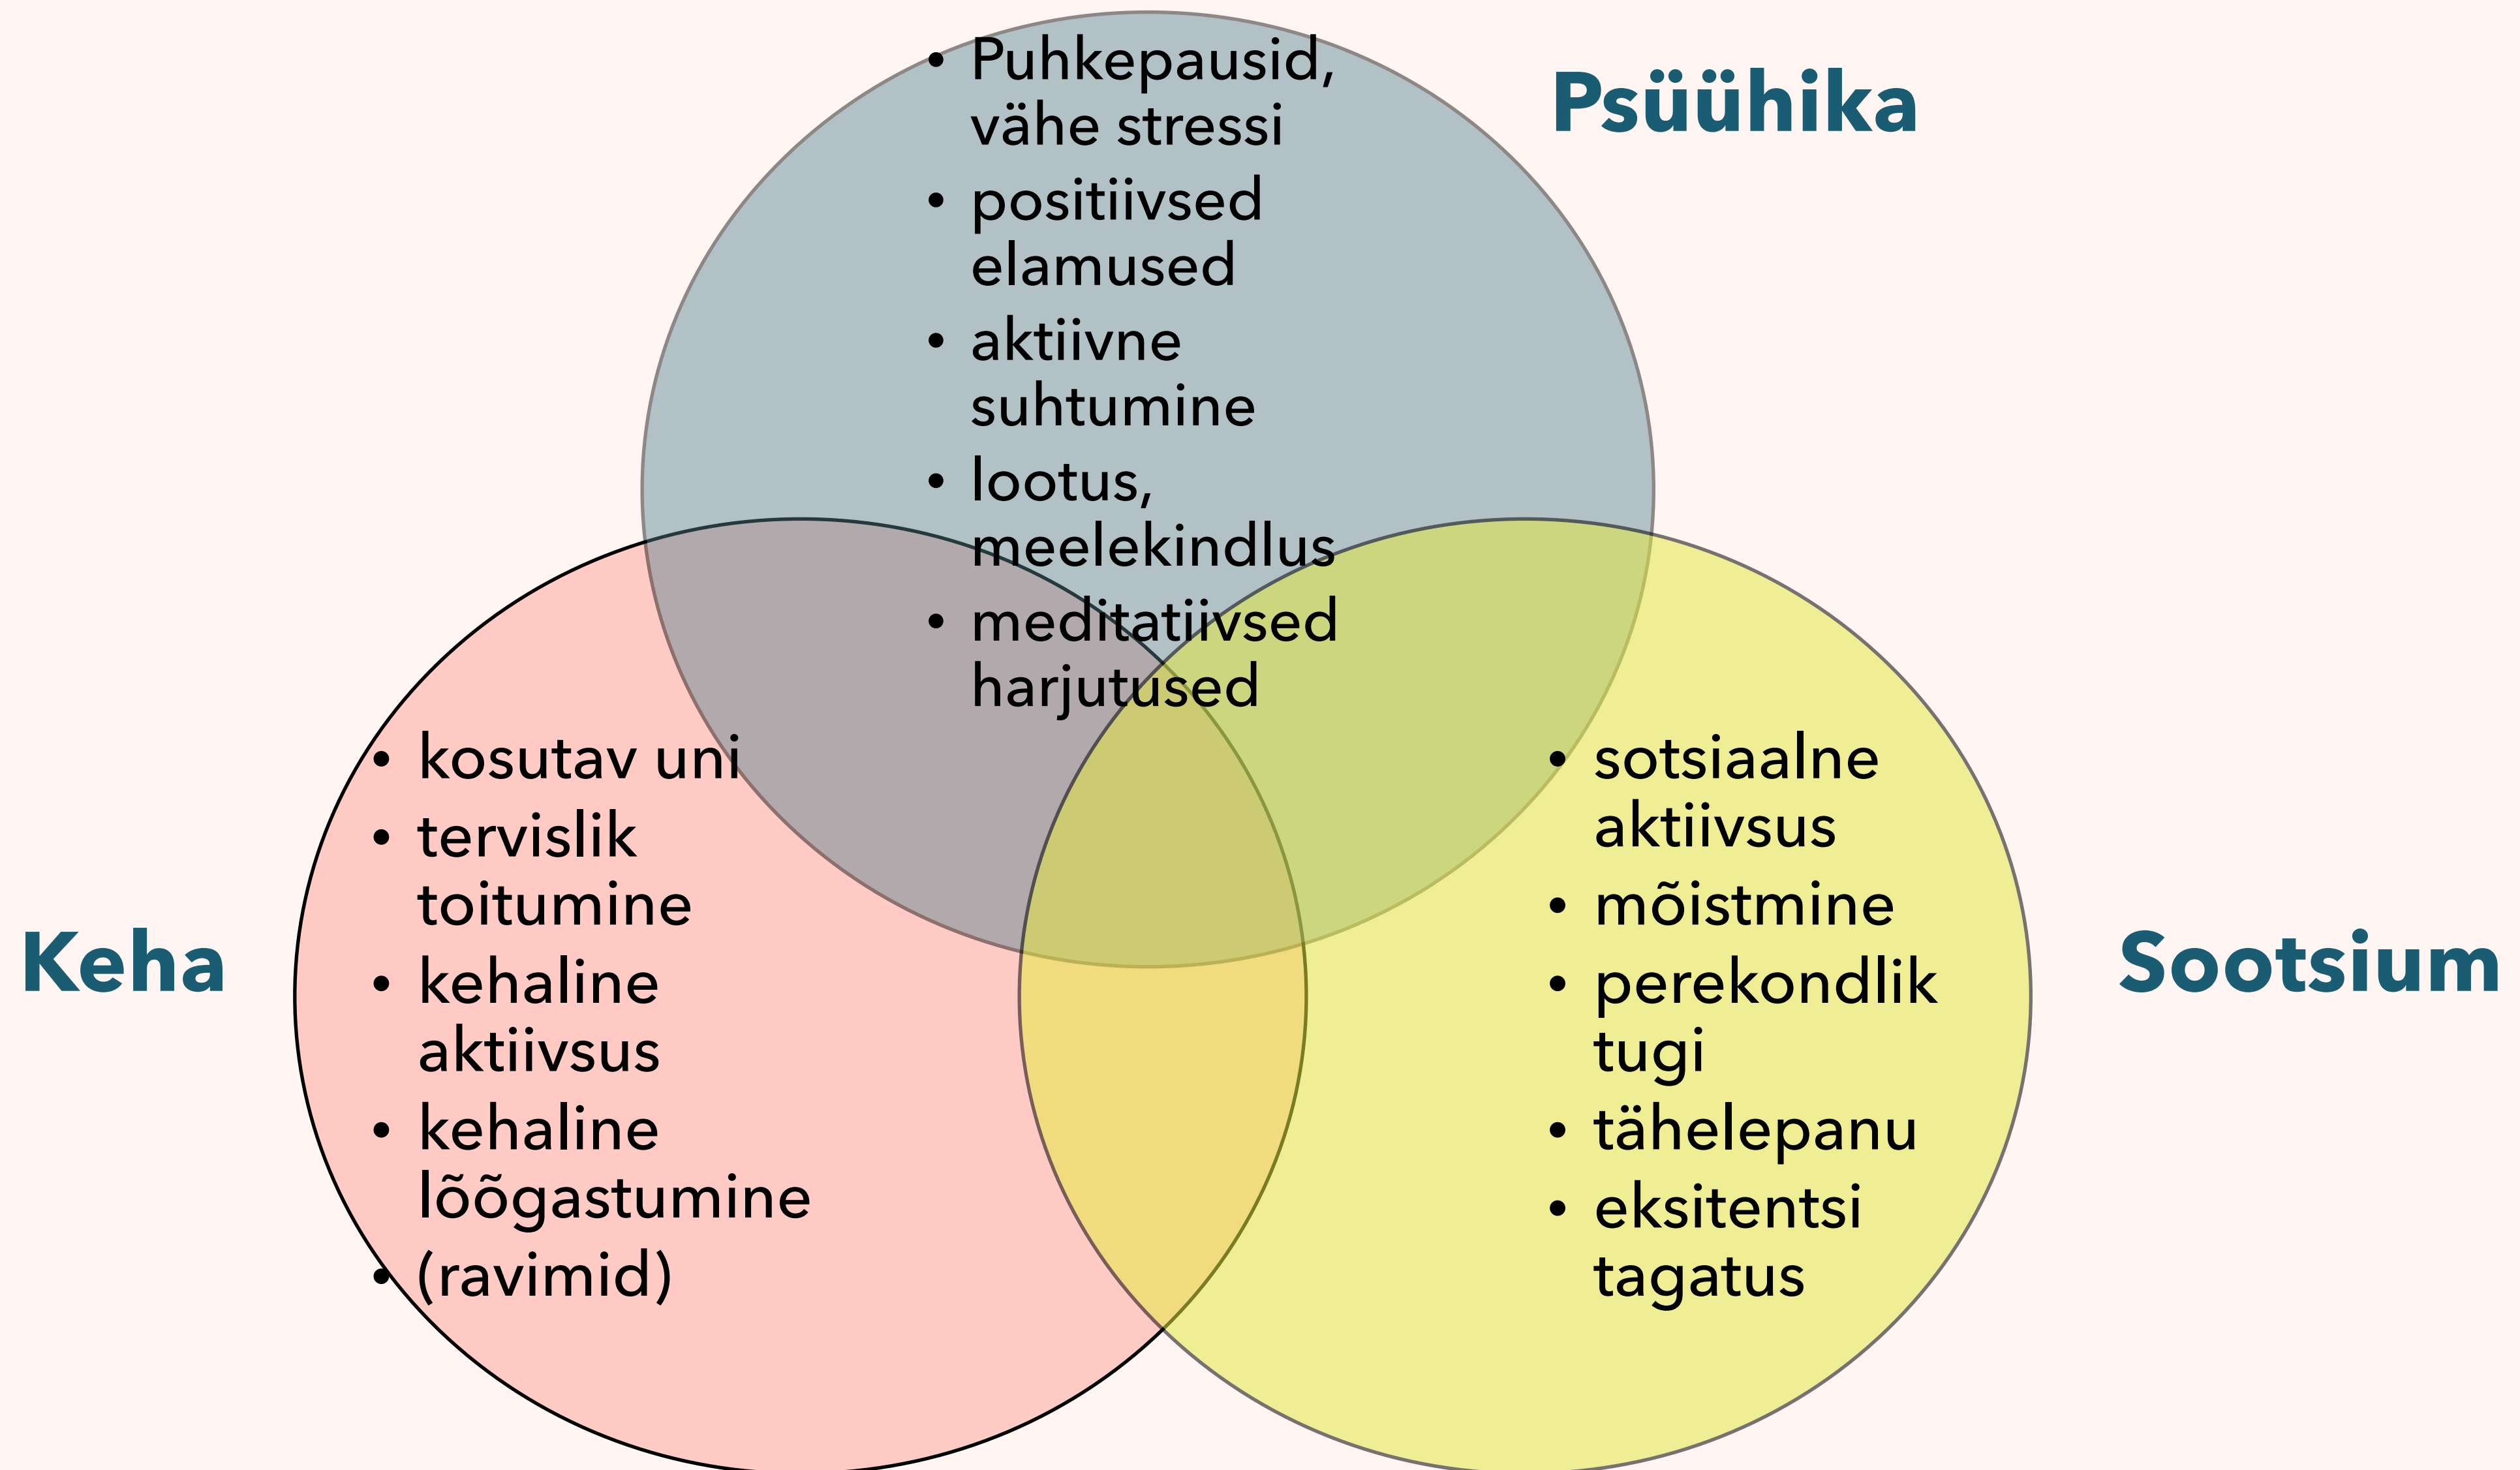 Psüühika
• Puhkepausid,
vähe stressi
• positiivsed
elamused
• aktiivne
suhtumine
• lootus,
meelekindlus
• meditatiivsed
harjutused
Keha
• kosutav uni
• tervislik
toitumine
• kehaline
aktiivsus
• kehaline
lõõgastumine
• (ravimid)
Sootsium
• sotsiaalne
aktiivsus
• mõistmine
• perekondlik
tugi
• tähelepanu
• eksitentsi
tagatus